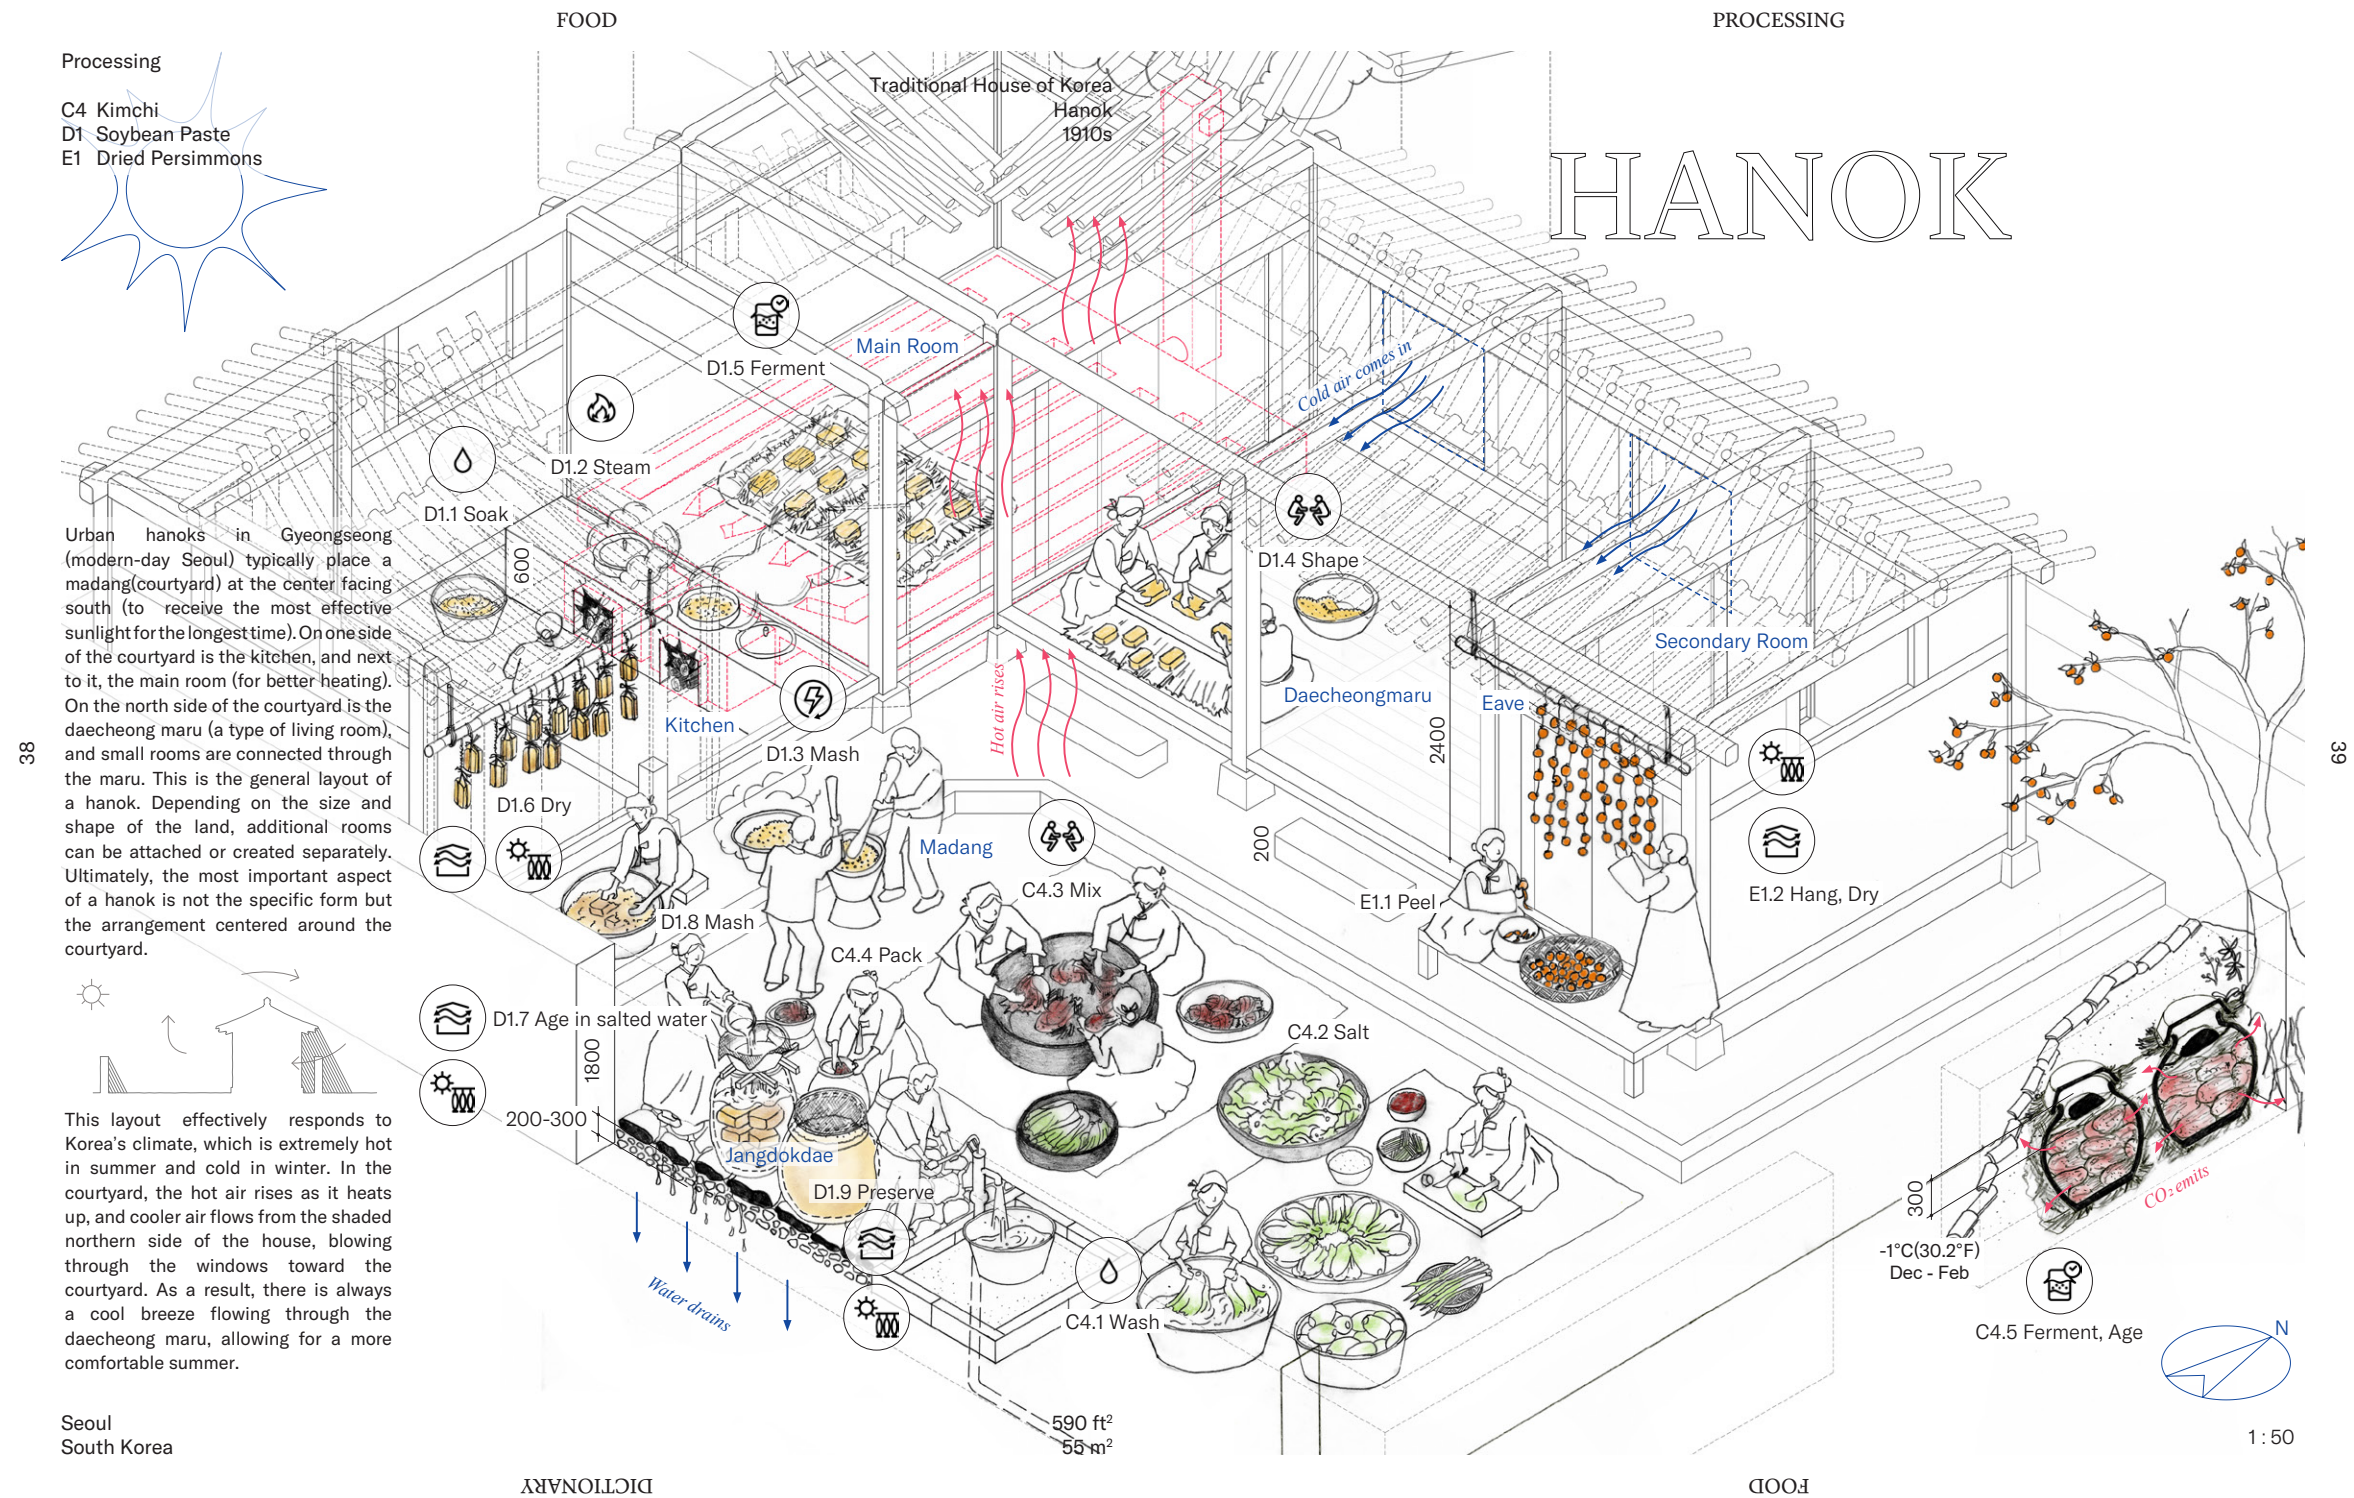 FOOD
PROCESSING
Processing
C4 Kimchi
D1 Soybean Paste
E1 Dried Persimmons
Traditional House of Korea
Hanok
1910s
HANOK
D1.5 Ferment
Main Room
Cold air comes in
D1.2 Steam
D1.1 Soak
600
D1.4 Shape
Secondary Room
Urban hanoks in Gyeongseong
(modern-day Seoul) typically place a
madang(courtyard) at the center facing
south (to receive the most effective
sunlight for the longest time). On one side
of the courtyard is the kitchen, and next
to it, the main room (for better heating).
On the north side of the courtyard is the
daecheong maru (a type of living room),
and small rooms are connected through
the maru. This is the general layout of
a hanok. Depending on the size and
shape of the land, additional rooms
can be attached or created separately.
Ultimately, the most important aspect
of a hanok is not the specific form but
the arrangement centered around the
courtyard.
Hot air rises
Daecheongmaru
Eave
Kitchen
2400
D1.3 Mash
38
39
D1.6 Dry
Madang
200
C4.3 Mix
E1.1 Peel
E1.2 Hang, Dry
D1.8 Mash
C4.4 Pack
D1.7 Age in salted water
C4.2 Salt
1800
200-300
This layout effectively responds to
Korea's climate, which is extremely hot
in summer and cold in winter. In the
courtyard, the hot air rises as it heats
up, and cooler air flows from the shaded
northern side of the house, blowing
through the windows toward the
courtyard. As a result, there is always
a cool breeze flowing through the
daecheong maru, allowing for a more
comfortable summer.
Jangdokdae
D1.9 Preserve
CO₂ emits
300
-1°C(30.2°F)
Dec - Feb
Water drains
C4.1 Wash
C4.5 Ferment, Age
N
Seoul
South Korea
590 ft²
55 m²
1 : 50
DICTIONARY
FOOD